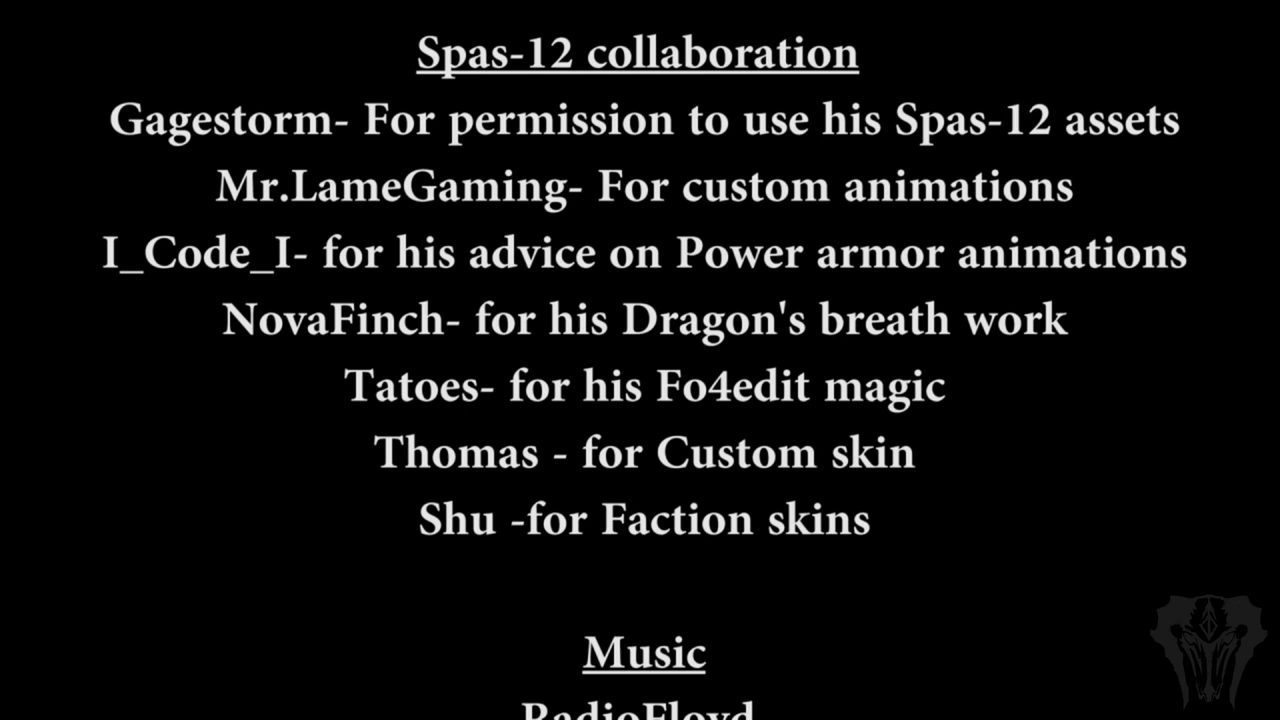 Spas-12 collaboration
Gagestorm- For permission to use his Spas-12 assets
Mr.LameGaming- For custom animations
I_Code_I- for his advice on Power armor animations
NovaFinch- for his Dragon's breath work
Tatoes- for his Fo4edit magic
Thomas - for Custom skin
Shu -for Faction skins
Music
RadioFloyd